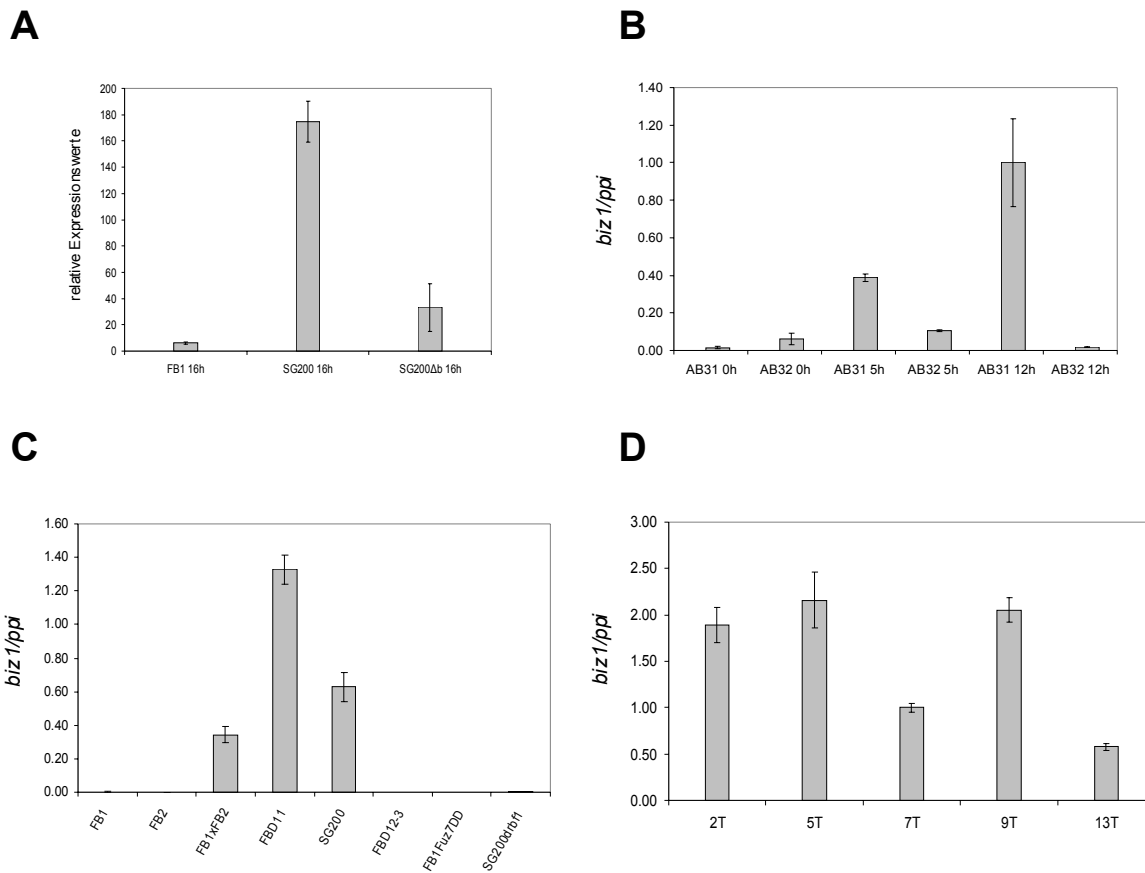 A
relative Expressionswerte
200
180
160
140
120
100
80
60
40
20
0
FB1 16h
SG200 16h
SG200Δb 16h
B
biz1/ppi
1.40
1.20
1.00
0.80
0.60
0.40
0.20
0.00
AB31 0h
AB32 0h
AB31 5h
AB32 5h
AB31 12h
AB32 12h
C
biz1/ppi
1.60
1.40
1.20
1.00
0.80
0.60
0.40
0.20
0.00
FB1
FB2
FB1xFB2
FBD11
SG200
FBD12-3
FB1Fuz7DD
SG200drbf1
D
biz1/ppi
3.00
2.50
2.00
1.50
1.00
0.50
0.00
2T
5T
7T
9T
13T